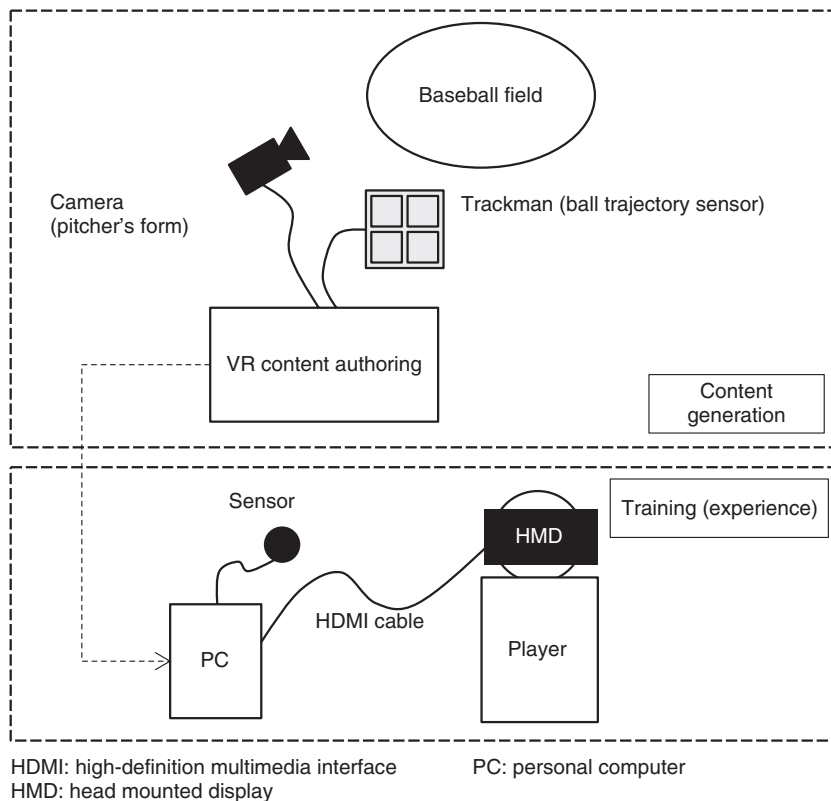 Baseball field
Camera
(pitcher's form)
Trackman (ball trajectory sensor)
VR content authoring
Content
generation
Training (experience)
Sensor
HMD
HDMI cable
PC
Player
HDMI: high-definition multimedia interface
PC: personal computer
HMD: head mounted display